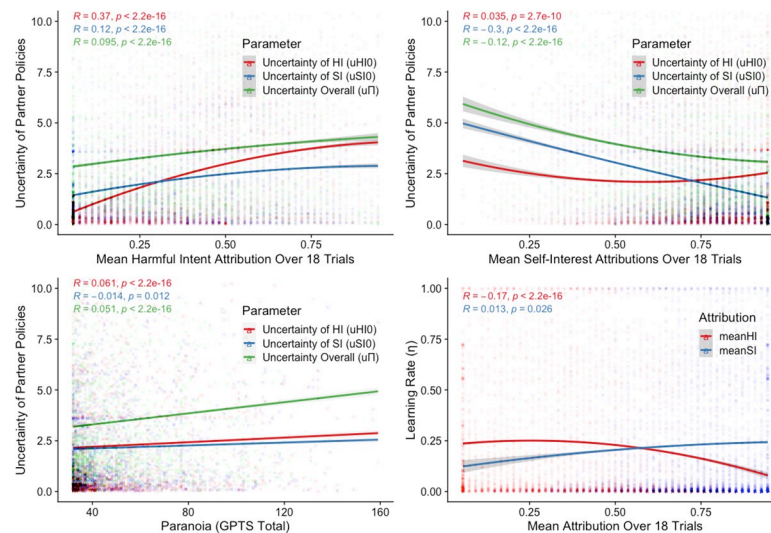 R = 0.37, p < 2.2e-16
R = 0.12, p < 2.2e-16
R = 0.095, p < 2.2e-16
Parameter
Uncertainty of HI (uHI0)
Uncertainty of SI (uSI0)
Uncertainty Overall (uΠ)
Uncertainty of Partner Policies
10.0
7.5
5.0
2.5
0.0
0.25
0.50
0.75
Mean Harmful Intent Attribution Over 18 Trials
R = 0.035, p = 2.7e-10
R = −0.3, p < 2.2e-16
R = −0.12, p < 2.2e-16
Parameter
Uncertainty of HI (uHI0)
Uncertainty of SI (uSI0)
Uncertainty Overall (uΠ)
Uncertainty of Partner Policies
10.0
7.5
5.0
2.5
0.0
0.25
0.50
0.75
Mean Self-Interest Attributions Over 18 Trials
R = 0.061, p < 2.2e-16
R = −0.014, p = 0.012
R = 0.051, p < 2.2e-16
Parameter
Uncertainty of HI (uHI0)
Uncertainty of SI (uSI0)
Uncertainty Overall (uΠ)
Uncertainty of Partner Policies
10.0
7.5
5.0
2.5
0.0
40
80
120
160
Paranoia (GPTS Total)
R = −0.17, p < 2.2e-16
R = 0.013, p = 0.026
Attribution
meanHI
meanSI
Learning Rate (η)
1.00
0.75
0.50
0.25
0.00
0.25
0.50
0.75
Mean Attribution Over 18 Trials